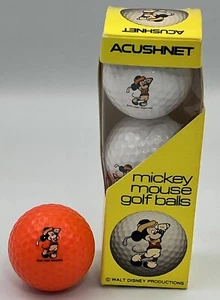 ACUSHNET
ACUSHNET
mickey
mouse
golf balls
© WALT DISNEY PRODUCTIONS